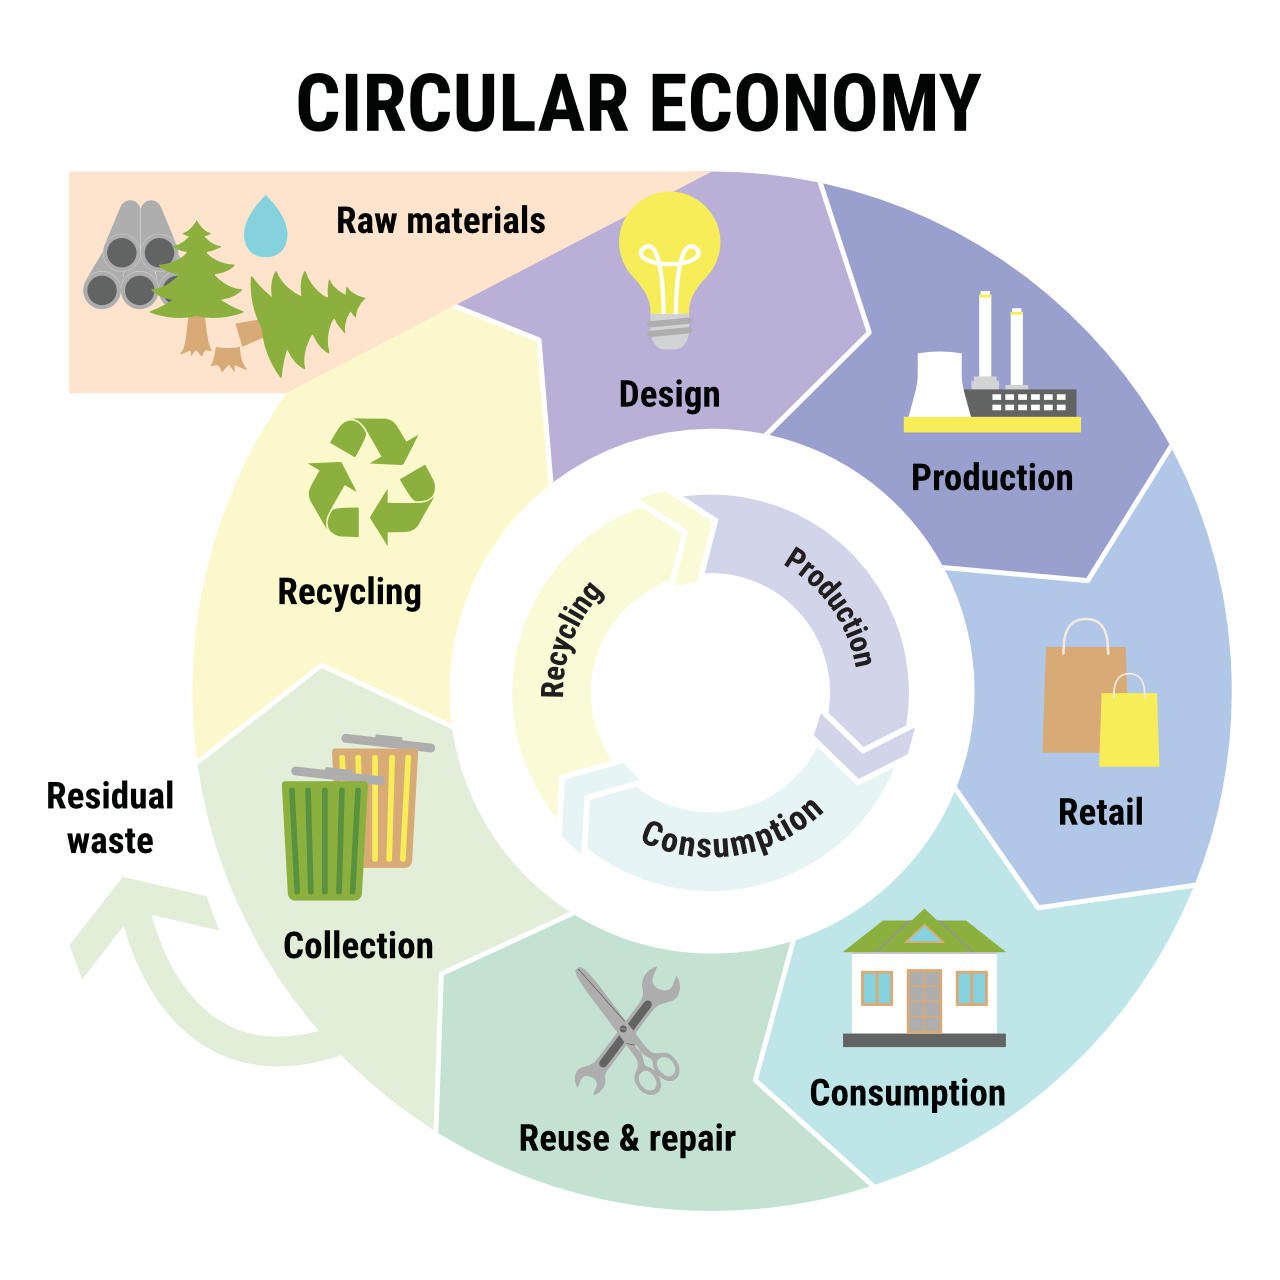 CIRCULAR ECONOMY
Raw materials
Design
Production
Retail
Consumption
Reuse & repair
Collection
Residual
waste
Recycling
Production
Consumption
Recycling